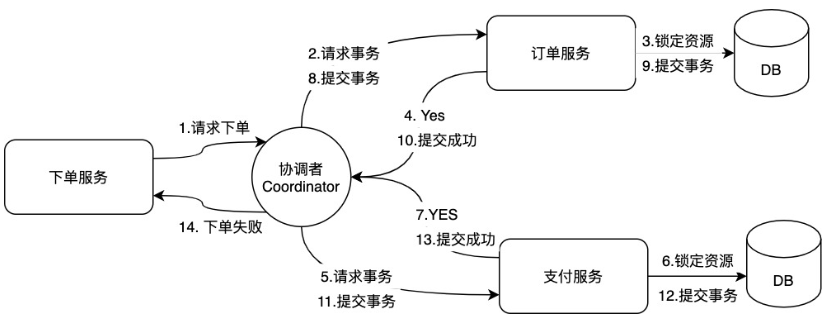 2.请求事务
8.提交事务
订单服务
3.锁定资源
9.提交事务
DB
1.请求下单
4. Yes
10.提交成功
下单服务
协调者
Coordinator
14. 下单失败
7.YES
13.提交成功
5.请求事务
11.提交事务
支付服务
6.锁定资源
12.提交事务
DB